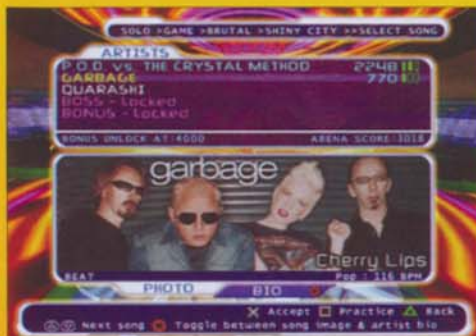 SOLO >GAME >BRUTAL >SHINY CITY >>SELECT SONG
ARTISTS
P.O.D. vs. THE CRYSTAL METHOD 2248
GARBAGE 770
QUARASHI
BOSS - Locked
BONUS - Locked
BONUS UNLOCK AT:4000 ARENA SCORE:3018
garbage
Cherry Lips
BEAT Pop : 116 BPM
PHOTO BIO
Accept Practice Back
Next song Toggle between song image & artist bio